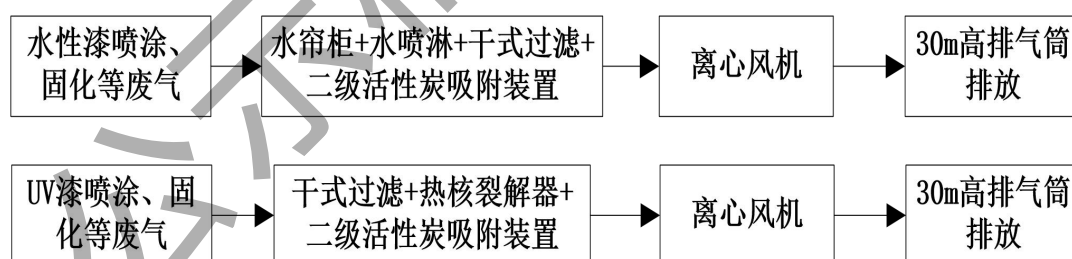 水性漆喷涂、
固化等废气
水帘柜+水喷淋+干式过滤+
二级活性炭吸附装置
离心风机
30m高排气筒
排放
UV漆喷涂、固
化等废气
干式过滤+热核裂解器+
二级活性炭吸附装置
离心风机
30m高排气筒
排放
公示